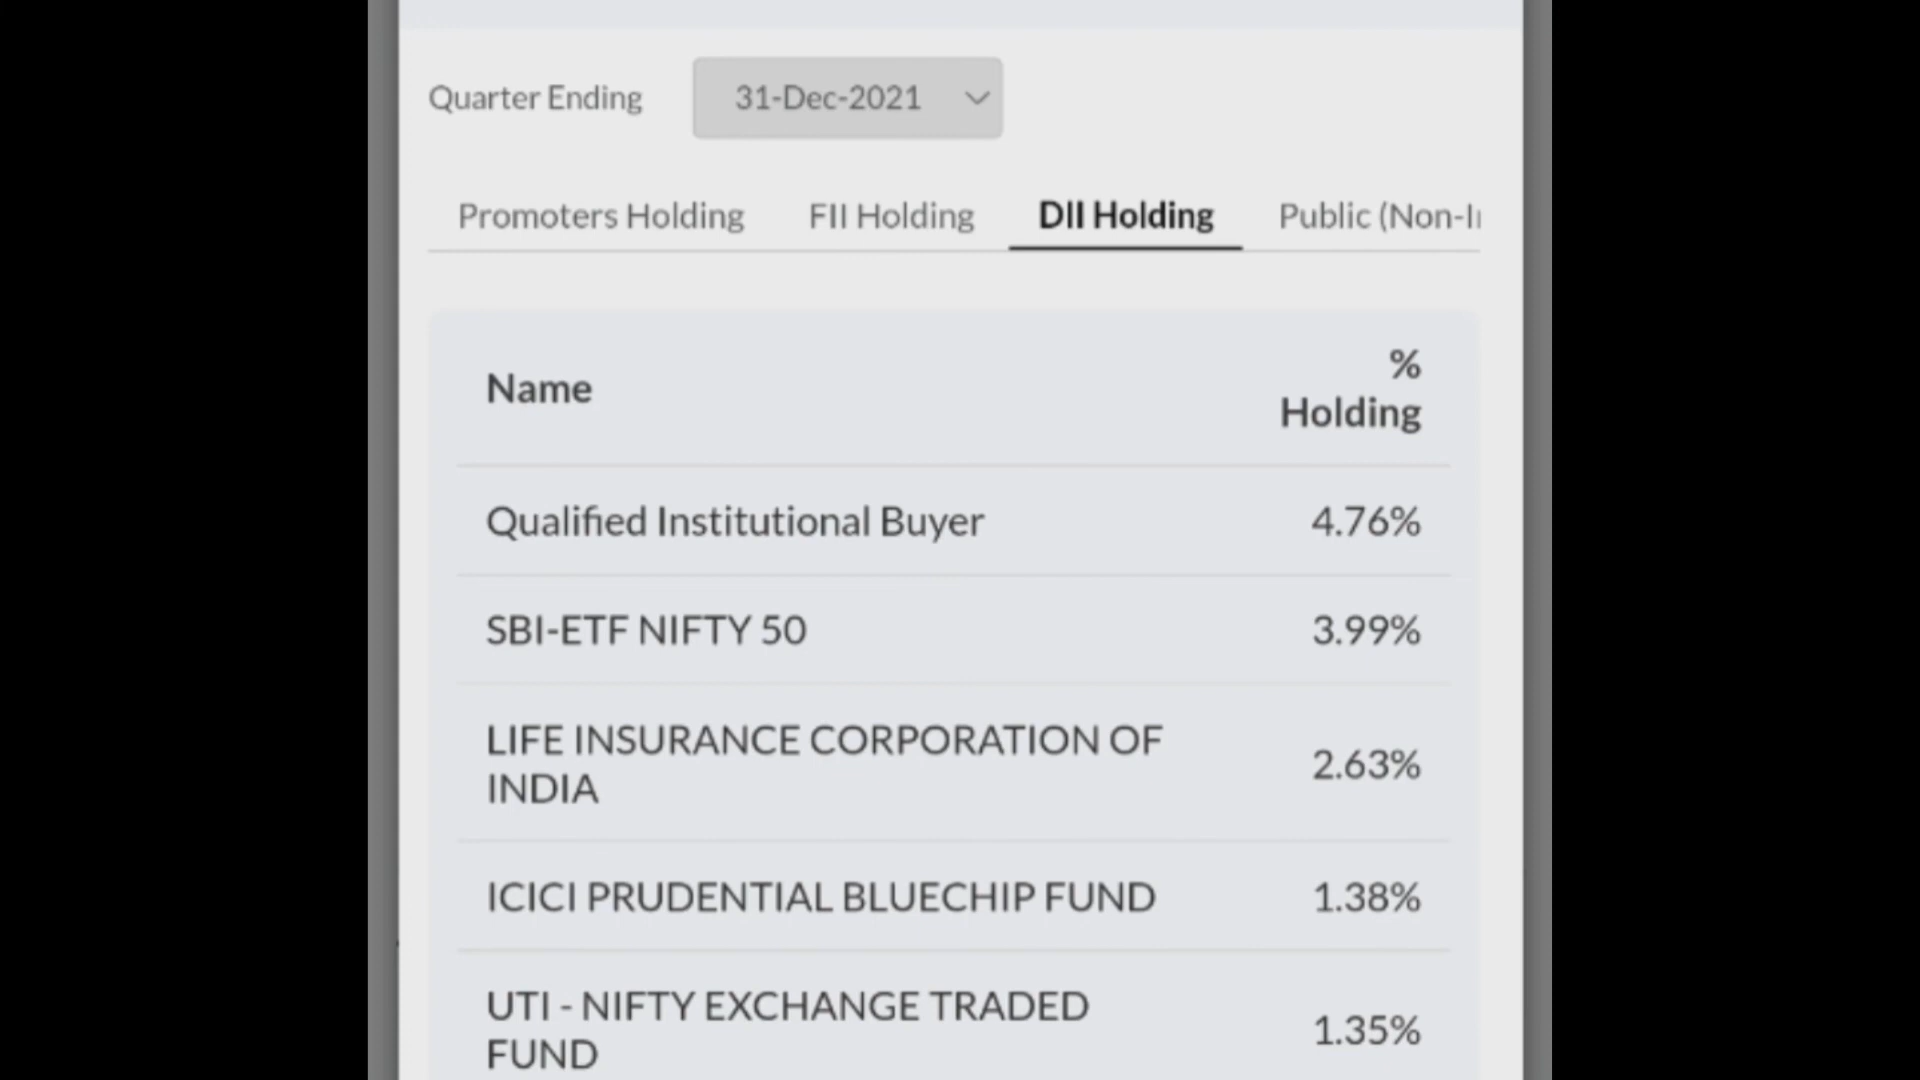 Quarter Ending
31-Dec-2021
Promoters Holding FII Holding DII Holding Public (Non-I
Name
%
Holding
Qualified Institutional Buyer 4.76%
SBI-ETF NIFTY 50 3.99%
LIFE INSURANCE CORPORATION OF
INDIA
2.63%
ICICI PRUDENTIAL BLUECHIP FUND 1.38%
UTI - NIFTY EXCHANGE TRADED
FUND
1.35%